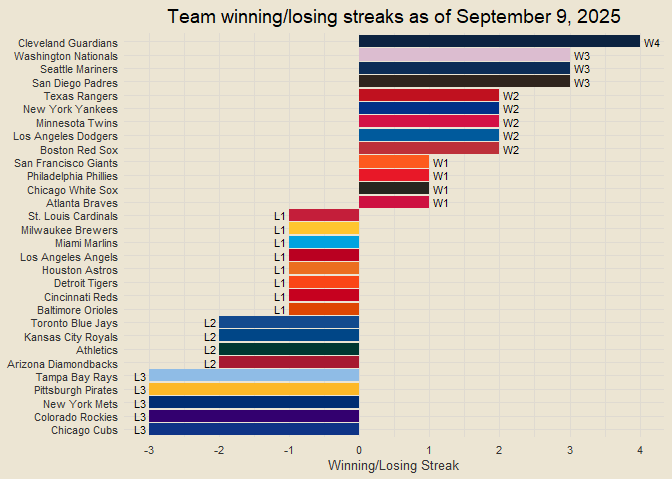 Team winning/losing streaks as of September 9, 2025
Cleveland Guardians W4
Washington Nationals W3
Seattle Mariners W3
San Diego Padres W3
Texas Rangers W2
New York Yankees W2
Minnesota Twins W2
Los Angeles Dodgers W2
Boston Red Sox W2
San Francisco Giants W1
Philadelphia Phillies W1
Chicago White Sox W1
Atlanta Braves W1
St. Louis Cardinals L1
Milwaukee Brewers L1
Miami Marlins L1
Los Angeles Angels L1
Houston Astros L1
Detroit Tigers L1
Cincinnati Reds L1
Baltimore Orioles L1
Toronto Blue Jays L2
Kansas City Royals L2
Athletics L2
Arizona Diamondbacks L2
Tampa Bay Rays L3
Pittsburgh Pirates L3
New York Mets L3
Colorado Rockies L3
Chicago Cubs L3
-3 -2 -1 0 1 2 3 4
Winning/Losing Streak